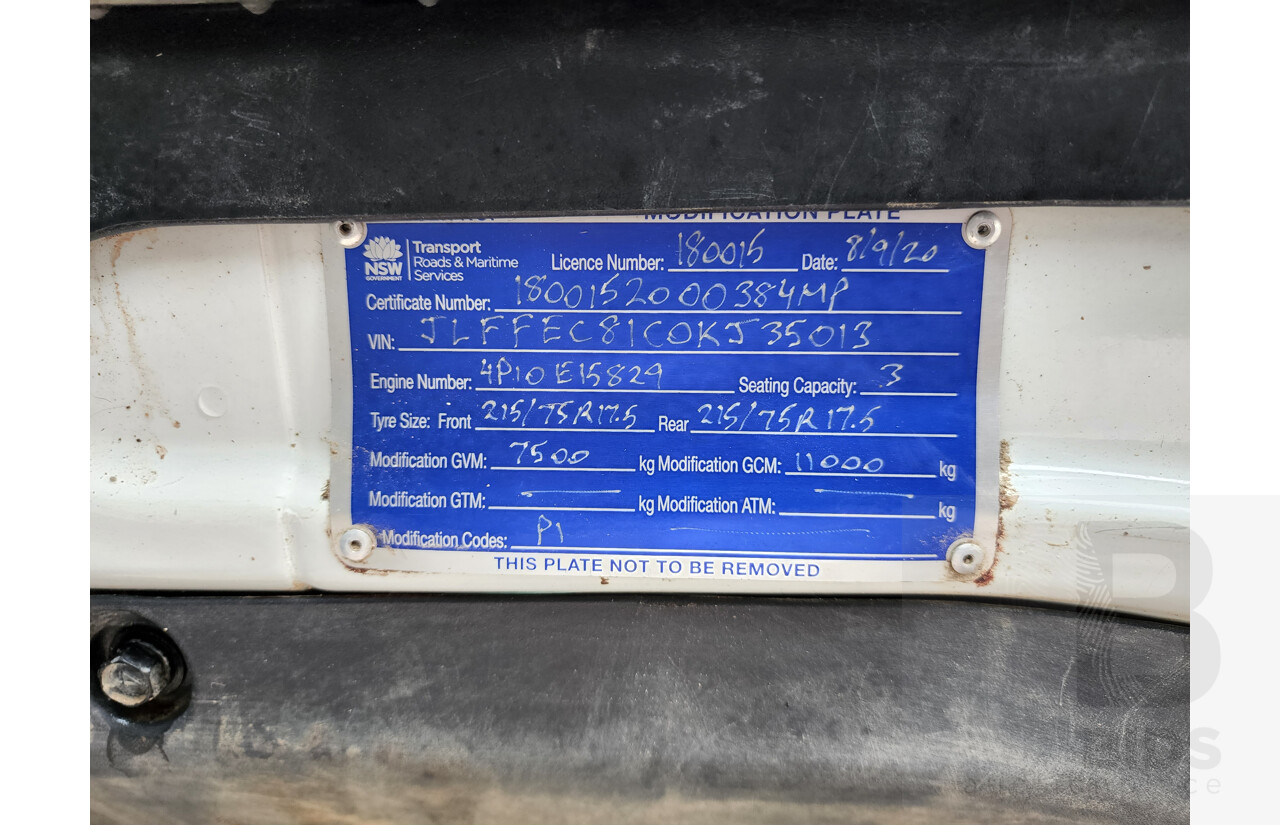 MODIFICATION PLATE
NSW GOVERNMENT
Transport
Roads & Maritime
Services
Licence Number: 180015 Date: 8/9/20
Certificate Number: 1800152000384MP
VIN: JLFFEC81C0KJ35013
Engine Number: 4P10E15829 Seating Capacity: 3
Tyre Size: Front 215/75R17.5 Rear 215/75R17.5
Modification GVM: 7500 kg Modification GCM: 11000 kg
Modification GTM: — kg Modification ATM: — kg
Modification Codes: P1 —
THIS PLATE NOT TO BE REMOVED